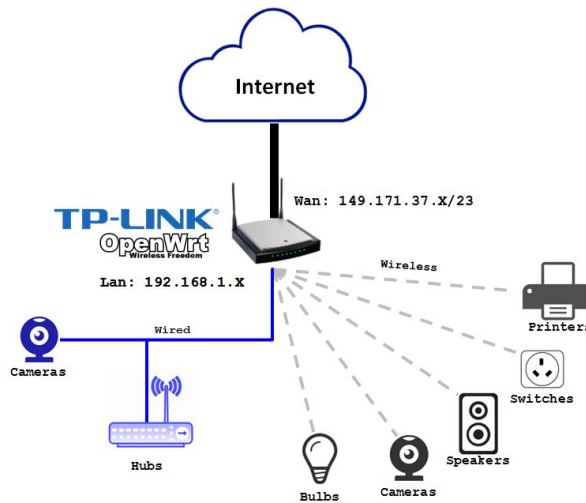 Internet
Wan: 149.171.37.X/23
TP-LINK®
OpenWrt
Wireless Freedom
Lan: 192.168.1.X
Wireless
Printers
Wired
Cameras
Switches
Hubs
Speakers
Cameras
Bulbs